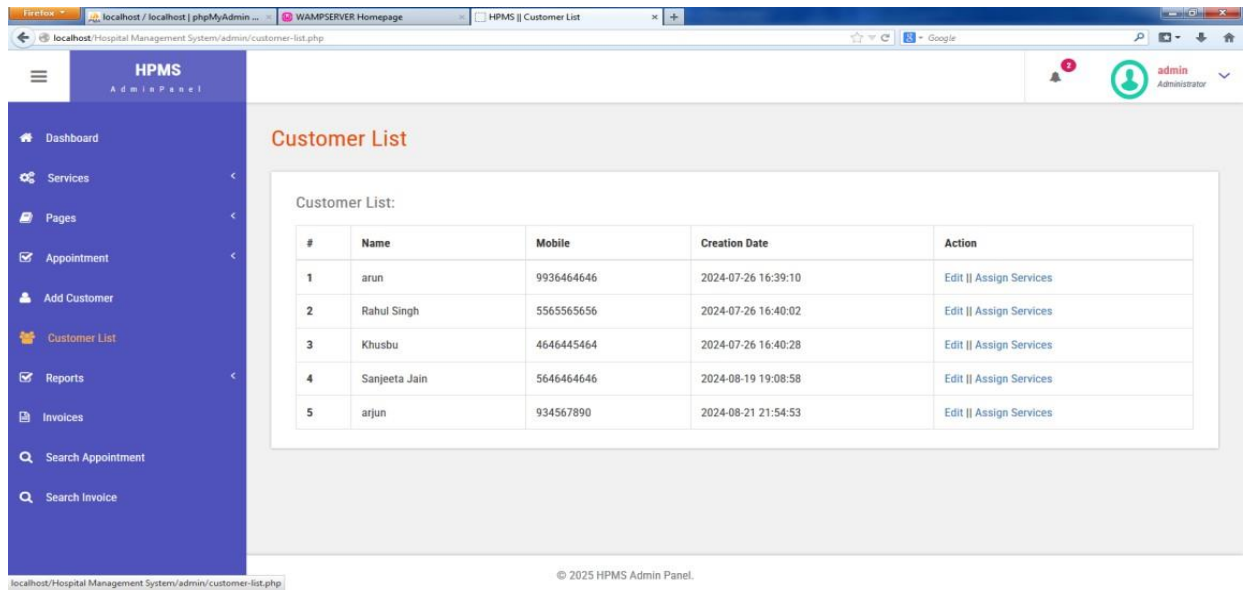 Firefox
localhost / localhost | phpMyAdmin ...
WAMPSERVER Homepage
HPMS || Customer List
localhost/Hospital Management System/admin/customer-list.php
Google
HPMS
AdminPanel
2
admin
Administrator
Dashboard
Services
Pages
Appointment
Add Customer
Customer List
Reports
Invoices
Search Appointment
Search Invoice
Customer List
Customer List:
# Name Mobile Creation Date Action
1 arun 9936464646 2024-07-26 16:39:10 Edit || Assign Services
2 Rahul Singh 5565565656 2024-07-26 16:40:02 Edit || Assign Services
3 Khusbu 4646445464 2024-07-26 16:40:28 Edit || Assign Services
4 Sanjeeta Jain 5646464646 2024-08-19 19:08:58 Edit || Assign Services
5 arjun 934567890 2024-08-21 21:54:53 Edit || Assign Services
© 2025 HPMS Admin Panel.
localhost/Hospital Management System/admin/customer-list.php